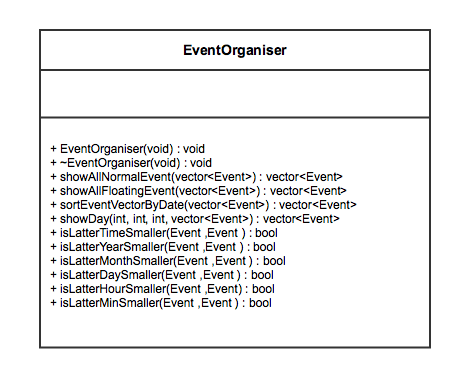 EventOrganiser
+ EventOrganiser(void) : void
+ ~EventOrganiser(void) : void
+ showAllNormalEvent(vector<Event>) : vector<Event>
+ showAllFloatingEvent(vector<Event>) : vector<Event>
+ sortEventVectorByDate(vector<Event>) : vector<Event>
+ showDay(int, int, int, vector<Event>) : vector<Event>
+ isLatterTimeSmaller(Event ,Event ) : bool
+ isLatterYearSmaller(Event ,Event ) : bool
+ isLatterMonthSmaller(Event ,Event ) : bool
+ isLatterDaySmaller(Event ,Event ) : bool
+ isLatterHourSmaller(Event ,Event) : bool
+ isLatterMinSmaller(Event ,Event ) : bool